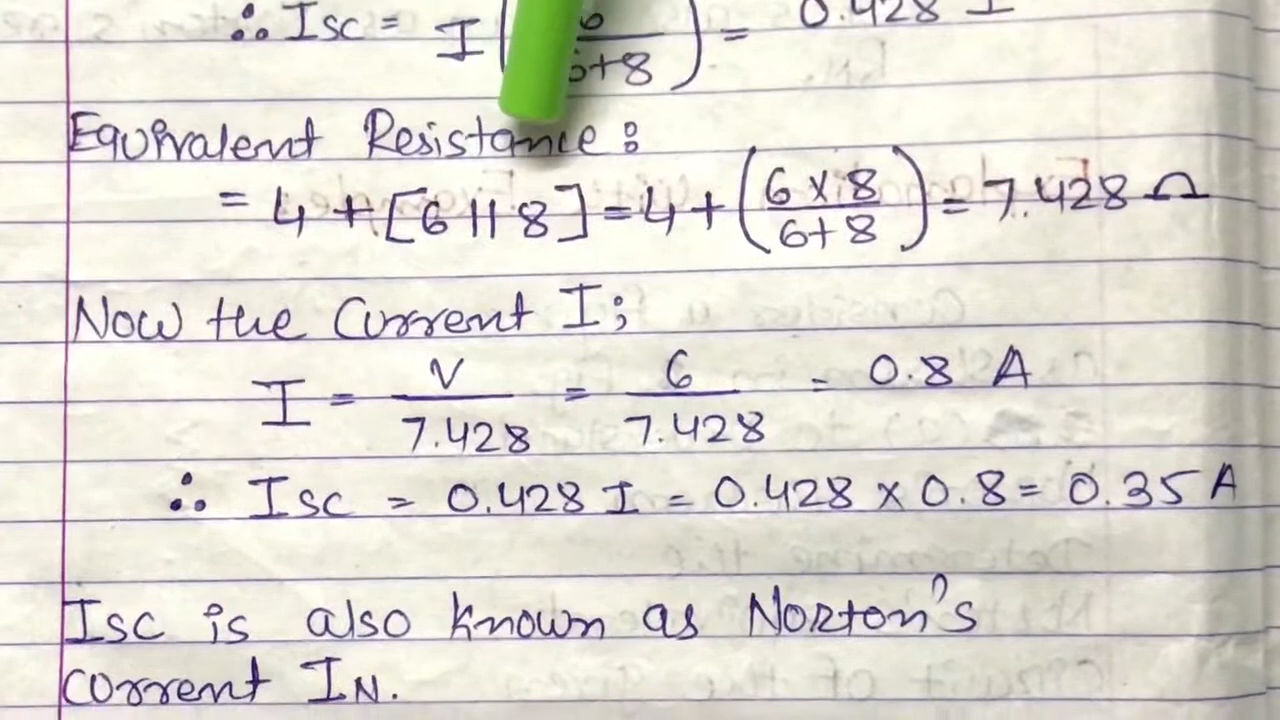 ∴ Isc = I ( 6 / 6+8 ) = 0.428 I
Equivalent Resistance:
= 4 + [6 || 8] = 4 + ( 6 x 8 / 6+8 ) = 7.428 Ω
Now the Current I;
I = V / 7.428 = 6 / 7.428 = 0.8 A
∴ Isc = 0.428 I = 0.428 x 0.8 = 0.35 A
Isc is also known as Norton's
current IN.